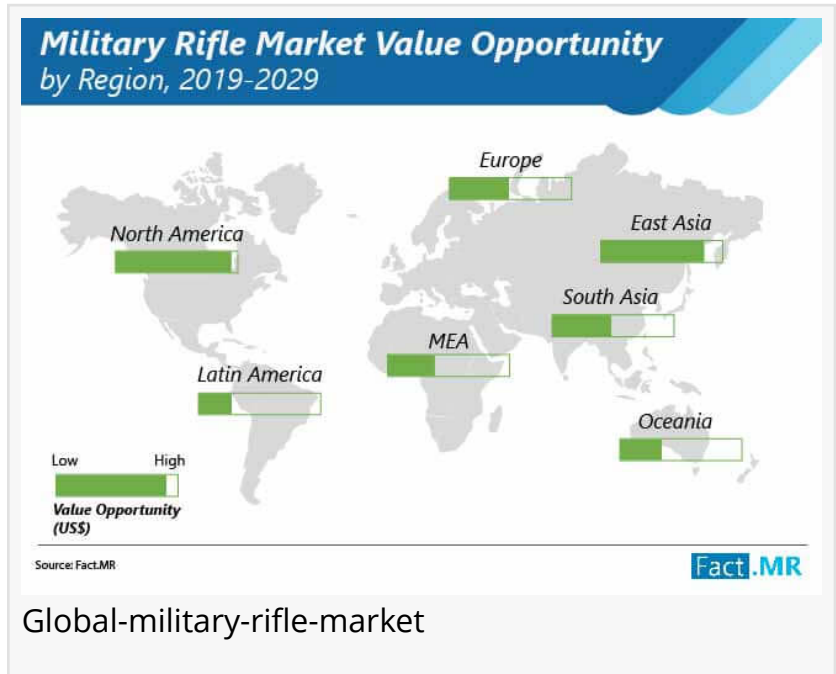 Military Rifle Market Value Opportunity
by Region, 2019-2029
Europe
North America
East Asia
South Asia
MEA
Latin America
Oceania
Low High
Value Opportunity
(US$)
Source: Fact.MR
Fact.MR
Global-military-rifle-market